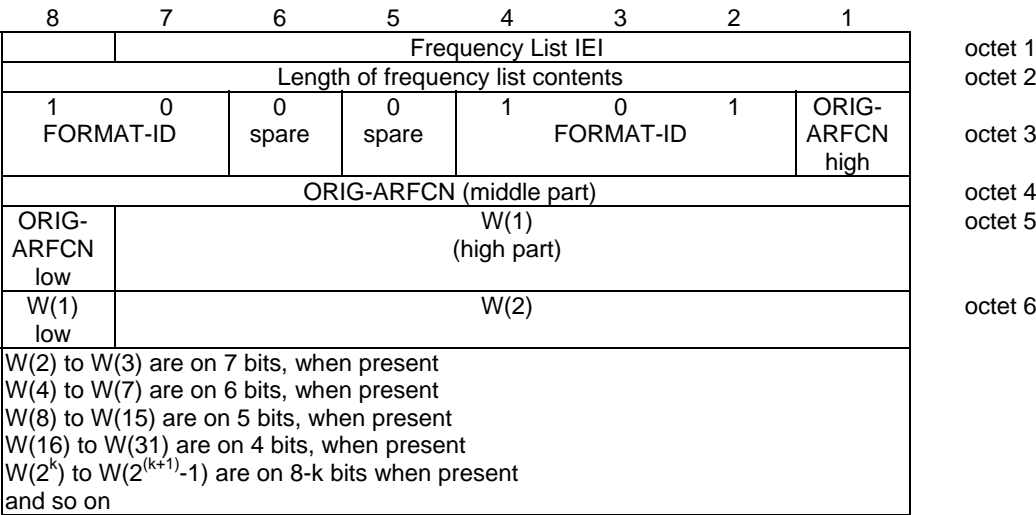 8 7 6 5 4 3 2 1
Frequency List IEI octet 1
Length of frequency list contents octet 2
1 0 0 0 1 0 1 ORIG-
FORMAT-ID spare spare FORMAT-ID ARFCN octet 3
high
ORIG-ARFCN (middle part) octet 4
ORIG- W(1) octet 5
ARFCN (high part)
low
W(1) W(2) octet 6
low
W(2) to W(3) are on 7 bits, when present
W(4) to W(7) are on 6 bits, when present
W(8) to W(15) are on 5 bits, when present
W(16) to W(31) are on 4 bits, when present
W(2^k) to W(2^(k+1)-1) are on 8-k bits when present
and so on